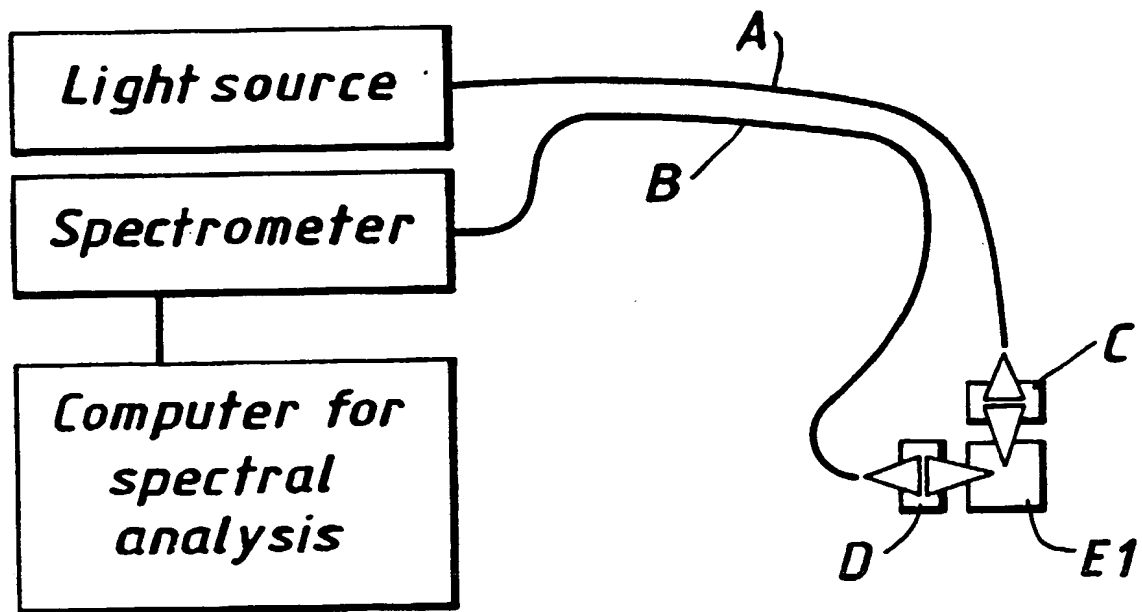 Light source
Spectrometer
Computer for
spectral
analysis
A
B
C
D
E1